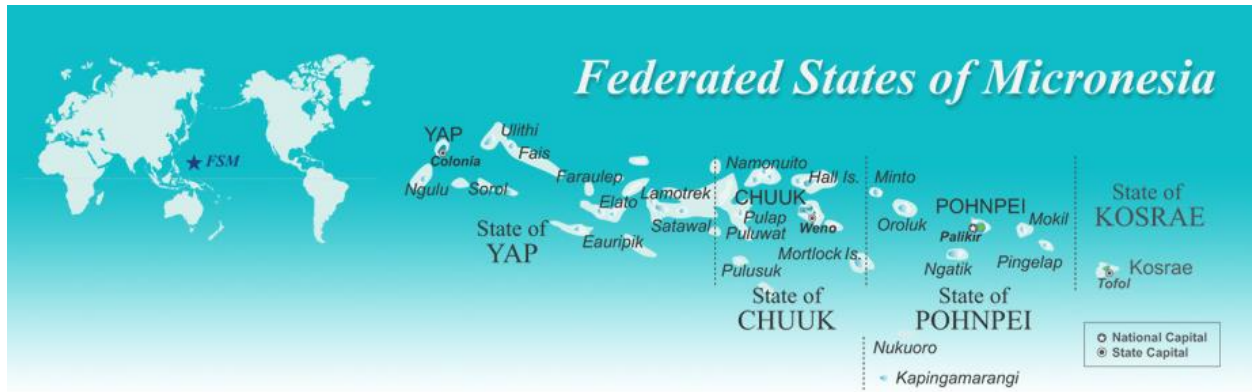 Federated States of Micronesia
FSM
YAP
Colonia
Ulithi
Fais
Ngulu
Sorol
Faraulep
Elato
Lamotrek
Satawal
Eauripik
State of
YAP
Namonuito
Hall Is.
CHUUK
Pulap
Weno
Puluwat
Mortlock Is.
Pulusuk
State of
CHUUK
Minto
Oroluk
POHNPEI
Palikir
Mokil
Ngatik
Pingelap
State of
POHNPEI
Nukuoro
Kapingamarangi
State of
KOSRAE
Kosrae
Tofol
National Capital
State Capital